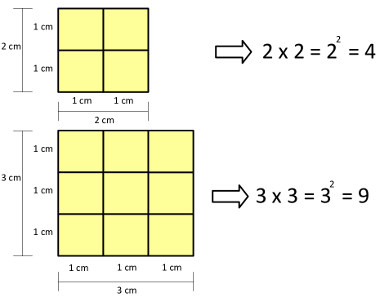 1 cm
2 cm
1 cm
1 cm 1 cm
2 cm
2 x 2 = 2² = 4
1 cm
3 cm
1 cm
1 cm
1 cm 1 cm 1 cm
3 cm
3 x 3 = 3² = 9